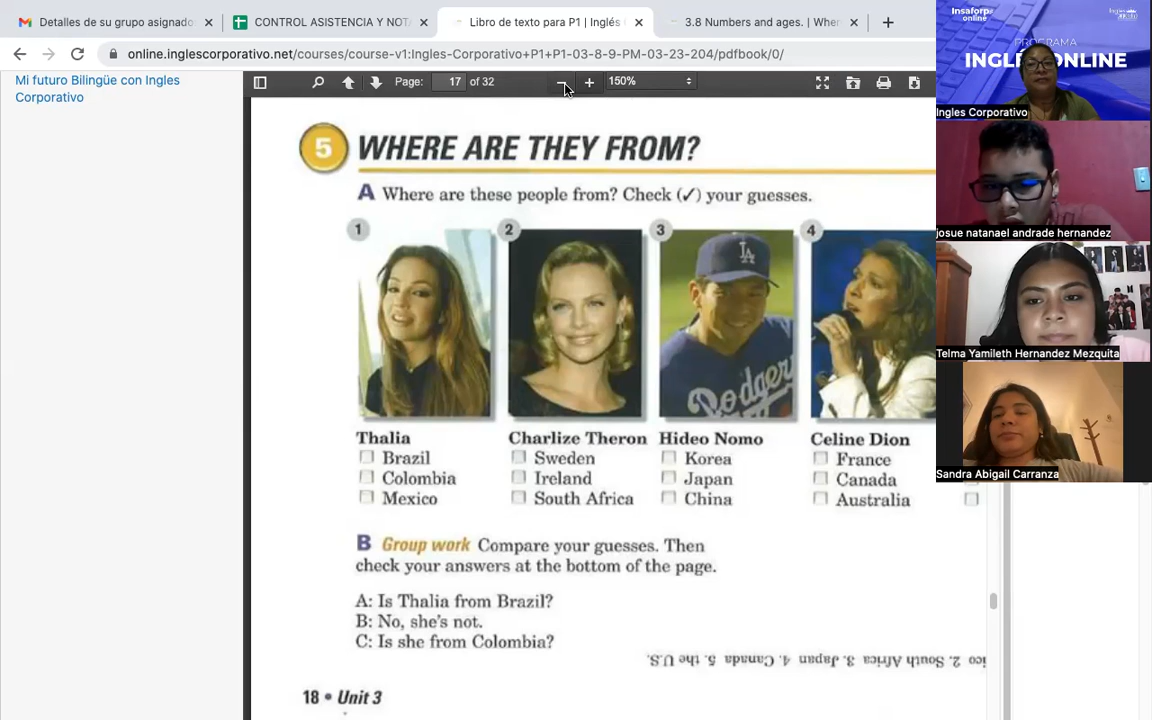 Detalles de su grupo asignado
CONTROL ASISTENCIA Y NOT
Libro de texto para P1 | Inglés
3.8 Numbers and ages. | Wher
online.inglescorporativo.net/courses/course-v1:Ingles-Corporativo+P1+P1-03-8-9-PM-03-23-204/pdfbook/0/
Mi futuro Bilingüe con Ingles
Corporativo
Page: 17 of 32
150%
5 WHERE ARE THEY FROM?
A Where are these people from? Check (✓) your guesses.
1 2 3 4
Thalia
Brazil
Colombia
Mexico
Charlize Theron
Sweden
Ireland
South Africa
LA
Dodger
Hideo Nomo
Korea
Japan
China
Celine Dion
France
Canada
Australia
B Group work Compare your guesses. Then
check your answers at the bottom of the page.
A: Is Thalia from Brazil?
B: No, she's not.
C: Is she from Colombia?
ico 2. South Africa 3. Japan 4. Canada 5. the U.S.
18 • Unit 3
Insaforp
online
PROGRAMA
INGLÉS ONLINE
Ingles Corporativo
josue natanael andrade hernandez
Telma Yamileth Hernandez Mezquita
Sandra Abigail Carranza